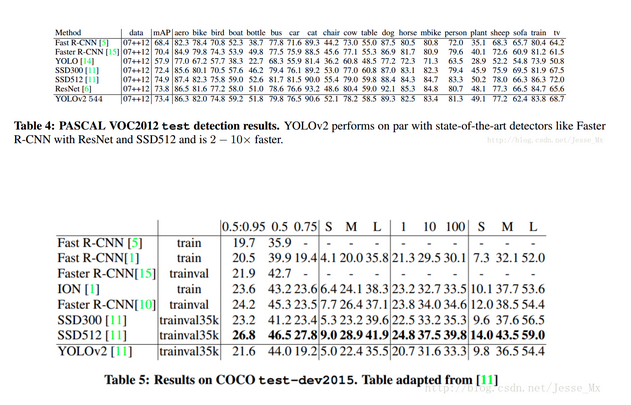 Method data mAP aero bike bird boat bottle bus car cat chair cow table dog horse mbike person plant sheep sofa train tv
Fast R-CNN [5] 07++12 68.4 82.3 78.4 70.8 52.3 38.7 77.8 71.6 89.3 44.2 73.0 55.0 87.5 80.5 80.8 72.0 35.1 68.3 65.7 80.4 64.2
Faster R-CNN [15] 07++12 70.4 84.9 79.8 74.3 53.9 49.8 77.5 75.9 88.5 45.6 77.1 55.3 86.9 81.7 80.9 79.6 40.1 72.6 60.9 81.2 61.5
YOLO [14] 07++12 57.9 77.0 67.2 57.7 38.3 22.7 68.3 55.9 81.4 36.2 60.8 48.5 77.2 72.3 71.3 63.5 28.9 52.2 54.8 73.9 50.8
SSD300 [11] 07++12 72.4 85.6 80.1 70.5 57.6 46.2 79.4 76.1 89.2 53.0 77.0 60.8 87.0 83.1 82.3 79.4 45.9 75.9 69.5 81.9 67.5
SSD512 [11] 07++12 74.9 87.4 82.3 75.8 59.0 52.6 81.7 81.5 90.0 55.4 79.0 59.8 88.4 84.3 84.7 83.3 50.2 78.0 66.3 86.3 72.0
ResNet [6] 07++12 73.8 86.5 81.6 77.2 58.0 51.0 78.6 76.6 93.2 48.6 80.4 59.0 92.1 85.3 84.8 80.7 48.1 77.3 66.5 84.7 65.6
YOLOv2 544 07++12 73.4 86.3 82.0 74.8 59.2 51.8 79.8 76.5 90.6 52.1 78.2 58.5 89.3 82.5 83.4 81.3 49.1 77.2 62.4 83.8 68.7
Table 4: PASCAL VOC2012 test detection results. YOLOv2 performs on par with state-of-the-art detectors like Faster
R-CNN with ResNet and SSD512 and is 2 − 10× faster.
http://blog.csdn.net/Jesse_Mx
0.5:0.95 0.5 0.75 S M L 1 10 100 S M L
Fast R-CNN [5] train 19.7 35.9 - - - - - - - - - -
Fast R-CNN[1] train 20.5 39.9 19.4 4.1 20.0 35.8 21.3 29.5 30.1 7.3 32.1 52.0
Faster R-CNN[15] trainval 21.9 42.7 - - - - - - - - - -
ION [1] train 23.6 43.2 23.6 6.4 24.1 38.3 23.2 32.7 33.5 10.1 37.7 53.6
Faster R-CNN[10] trainval 24.2 45.3 23.5 7.7 26.4 37.1 23.8 34.0 34.6 12.0 38.5 54.4
SSD300 [11] trainval35k 23.2 41.2 23.4 5.3 23.2 39.6 22.5 33.2 35.3 9.6 37.6 56.5
SSD512 [11] trainval35k 26.8 46.5 27.8 9.0 28.9 41.9 24.8 37.5 39.8 14.0 43.5 59.0
YOLOv2 [11] trainval35k 21.6 44.0 19.2 5.0 22.4 35.5 20.7 31.6 33.3 9.8 36.5 54.4
Table 5: Results on COCO test-dev2015. Table adapted from [11]
http://blog.csdn.net/Jesse_Mx